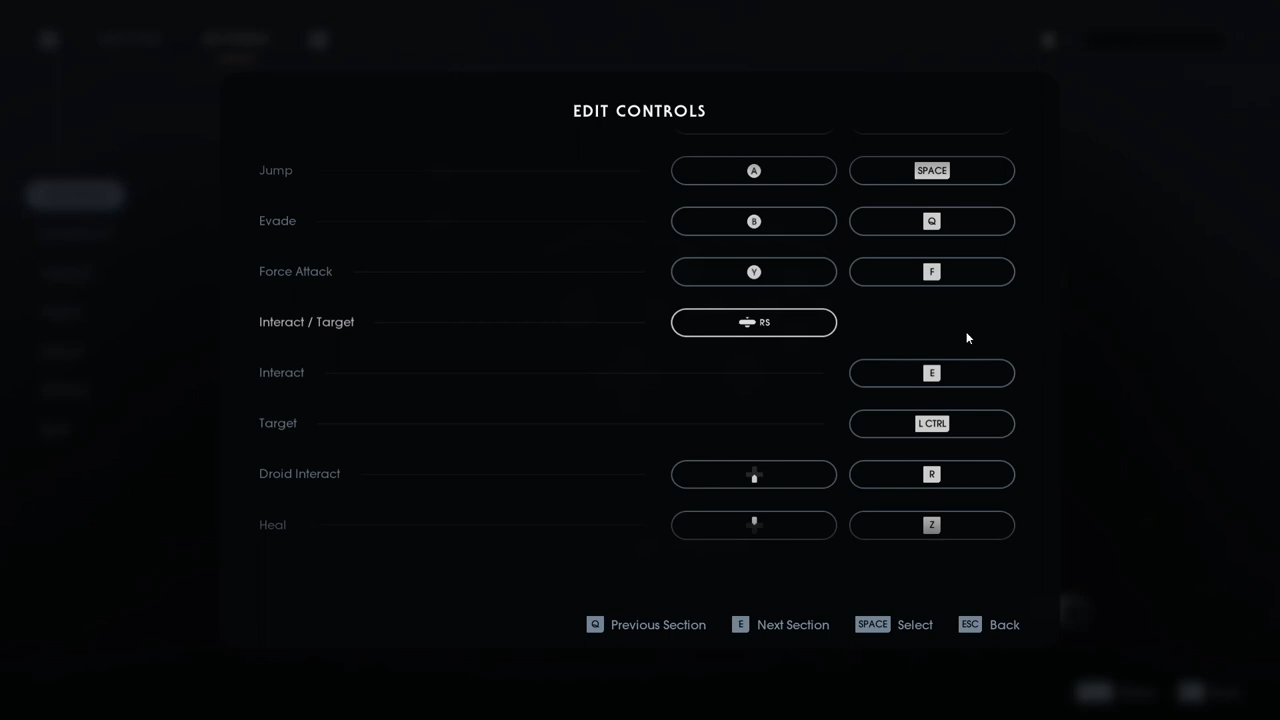 EDIT CONTROLS
Jump A SPACE
Evade B Q
Force Attack Y F
Interact / Target RS
Interact E
Target L CTRL
Droid Interact R
Heal Z
Q Previous Section E Next Section SPACE Select ESC Back